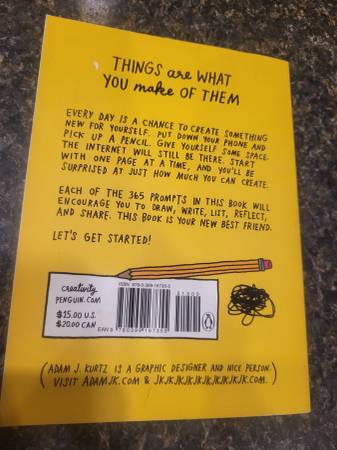 THINGS are WHAT
YOU make OF THEM
EVERY DAY IS A CHANCE TO CREATE SOMETHING
NEW FOR YOURSELF. PUT DOWN YOUR PHONE AND
PICK UP A PENCIL. GIVE YOURSELF SOME SPACE.
THE INTERNET WILL STILL BE THERE. START
WITH ONE PAGE AT A TIME, AND YOU'LL BE
SURPRISED AT JUST HOW MUCH YOU CAN CREATE.
EACH OF THE 365 PROMPTS IN THIS BOOK WILL
ENCOURAGE YOU TO DRAW, WRITE, LIST, REFLECT,
AND SHARE. THIS BOOK IS YOUR NEW BEST FRIEND.
LET'S GET STARTED!
creativity
PENGUIN.COM
$15.00 U.S.
$20.00 CAN
ISBN
EAN
(ADAM J. KURTZ IS A GRAPHIC DESIGNER AND NICE PERSON.
VISIT ADAMJK.COM & JKJKJKJKJKJKJKJKJKJK.COM.)